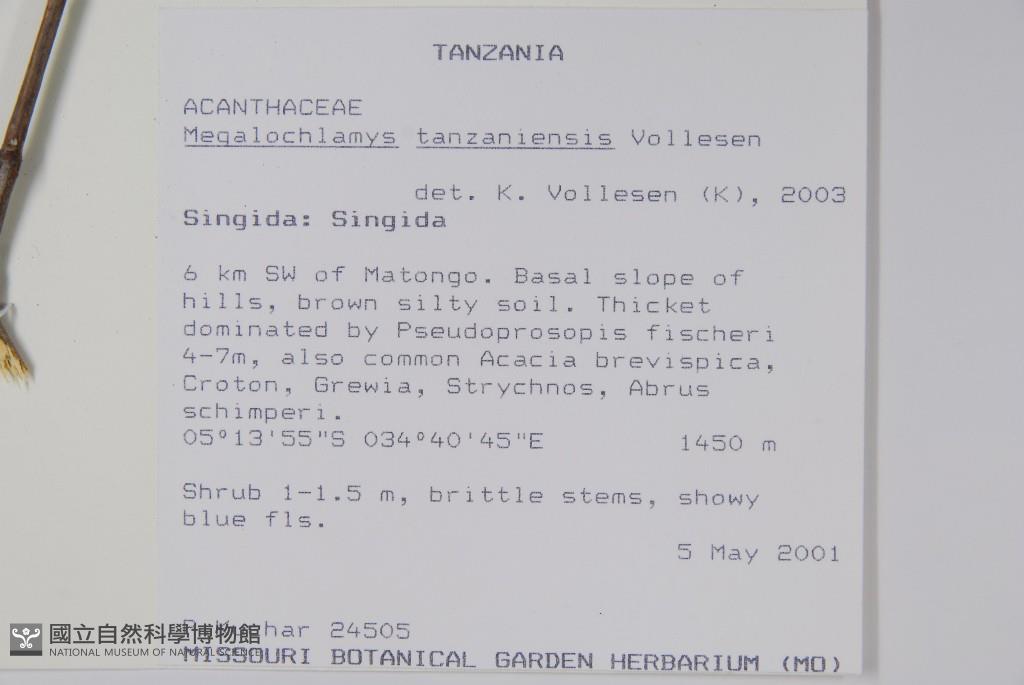 TANZANIA
ACANTHACEAE
Megalochlamys tanzaniensis Vollesen
det. K. Vollesen (K), 2003
Singida: Singida
6 km SW of Matongo. Basal slope of
hills, brown silty soil. Thicket
dominated by Pseudoprosopis fischeri
4-7m, also common Acacia brevispica,
Croton, Grewia, Strychnos, Abrus
schimperi.
05°13'55"S 034°40'45"E 1450 m
Shrub 1-1.5 m, brittle stems, showy
blue fls.
5 May 2001
24505
MISSOURI BOTANICAL GARDEN HERBARIUM (MO)
國立自然科學博物館
NATIONAL MUSEUM OF NATURAL SCIENCE